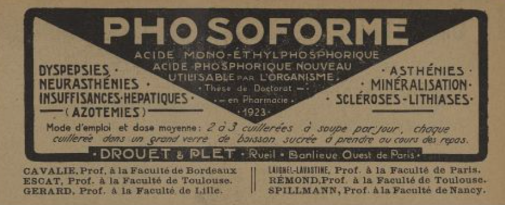 PHOSOFORME
ACIDE MONO-ÉTHYLPHOSPHORIQUE
ACIDE PHOSPHORIQUE NOUVEAU
UTILISABLE PAR L'ORGANISME.
Thèse de Doctorat
en Pharmacie
1923
DYSPEPSIES
NEURASTHÉNIES
INSUFFISANCES HÉPATIQUES
(AZOTEMIES)
ASTHÉNIES
MINÉRALISATION
SCLÉROSES-LITHIASES
Mode d'emploi et dose moyenne: 2 à 3 cuillerées à soupe par jour, chaque
cuillerée dans un grand verre de boisson sucrée à prendre au cours des repas.
DROUET & PLET · Rueil · Banlieue Ouest de Paris
CAVALIE, Prof. à la Faculté de Bordeaux
ESCAT, Prof. à la Faculté de Toulouse.
GERARD, Prof. à la Faculté de Lille.
LAIGNEL-LAVASTINE, Prof. à la Faculté de Paris.
RÉMOND, Prof. à la Faculté de Toulouse.
SPILLMANN, Prof. à la Faculté de Nancy.